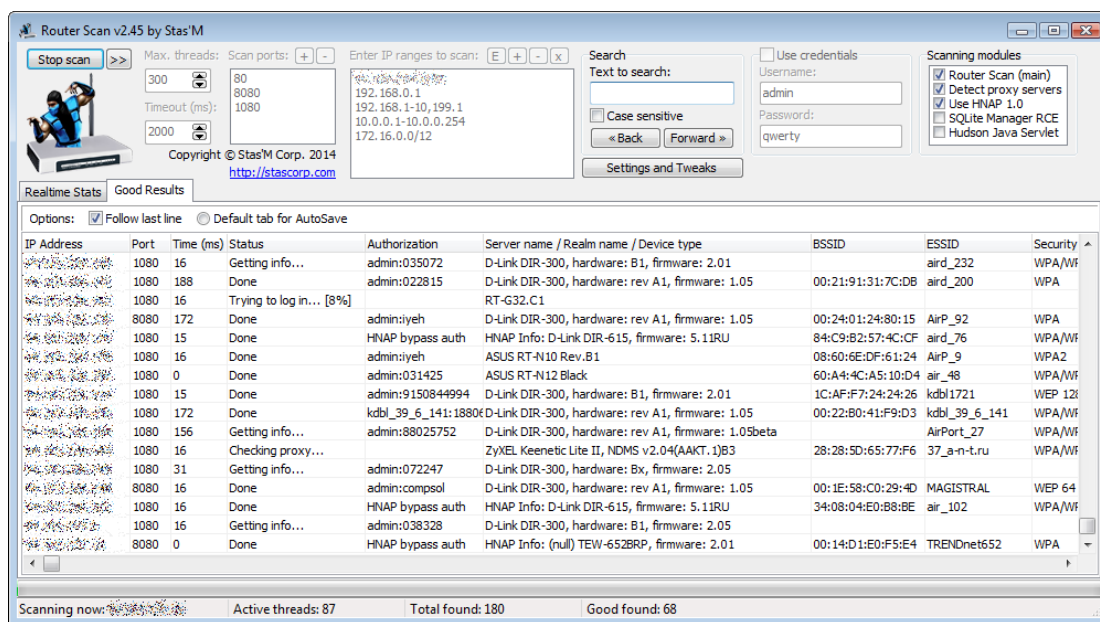 Router Scan v2.45 by Stas'M
Stop scan >> Max. threads: Scan ports: + - Enter IP ranges to scan: E + - x Search Use credentials Scanning modules
300 80 Text to search: Username: Router Scan (main)
8080 192.168.0.1 admin Detect proxy servers
Timeout (ms): 1080 192.168.1-10,199.1 Case sensitive Password: Use HNAP 1.0
2000 10.0.0.1-10.0.0.254 « Back Forward » qwerty SQLite Manager RCE
172.16.0.0/12 Hudson Java Servlet
Copyright © Stas'M Corp. 2014 Settings and Tweaks
http://stascorp.com
Realtime Stats Good Results
Options: Follow last line Default tab for AutoSave
IP Address Port Time (ms) Status Authorization Server name / Realm name / Device type BSSID ESSID Security
1080 16 Getting info... admin:035072 D-Link DIR-300, hardware: B1, firmware: 2.01 aird_232 WPA/WF
1080 188 Done admin:022815 D-Link DIR-300, hardware: rev A1, firmware: 1.05 00:21:91:31:7C:DB aird_200 WPA
1080 16 Trying to log in... [8%] RT-G32.C1
8080 172 Done admin:iyeh D-Link DIR-300, hardware: rev A1, firmware: 1.05 00:24:01:24:80:15 AirP_92 WPA
1080 15 Done HNAP bypass auth HNAP Info: D-Link DIR-615, firmware: 5.11RU 84:C9:B2:57:4C:CF aird_76 WPA/WF
1080 16 Done admin:iyeh ASUS RT-N10 Rev.B1 08:60:6E:DF:61:24 AirP_9 WPA2
1080 0 Done admin:031425 ASUS RT-N12 Black 60:A4:4C:A5:10:D4 air_48 WPA/WF
1080 15 Done admin:9150844994 D-Link DIR-300, hardware: B1, firmware: 2.01 1C:AF:F7:24:24:26 kdbl1721 WEP 128
1080 172 Done kdbl_39_6_141:18806 D-Link DIR-300, hardware: rev A1, firmware: 1.05 00:22:B0:41:F9:D3 kdbl_39_6_141 WPA/WF
1080 156 Getting info... admin:88025752 D-Link DIR-300, hardware: rev A1, firmware: 1.05beta AirPort_27 WPA/WF
1080 16 Checking proxy... ZyXEL Keenetic Lite II, NDMS v2.04(AAKT.1)B3 28:28:5D:65:77:F6 37_a-n-t.ru WPA/WF
1080 31 Getting info... admin:072247 D-Link DIR-300, hardware: Bx, firmware: 2.05
8080 16 Done admin:compsol D-Link DIR-300, hardware: rev A1, firmware: 1.05 00:1E:58:C0:29:4D MAGISTRAL WEP 64
1080 16 Done HNAP bypass auth HNAP Info: D-Link DIR-615, firmware: 5.11RU 34:08:04:E0:B8:BE air_102 WPA/WF
1080 16 Getting info... admin:038328 D-Link DIR-300, hardware: B1, firmware: 2.05
8080 0 Done HNAP bypass auth HNAP Info: (null) TEW-652BRP, firmware: 2.01 00:14:D1:E0:F5:E4 TRENDnet652 WPA
Scanning now: Active threads: 87 Total found: 180 Good found: 68